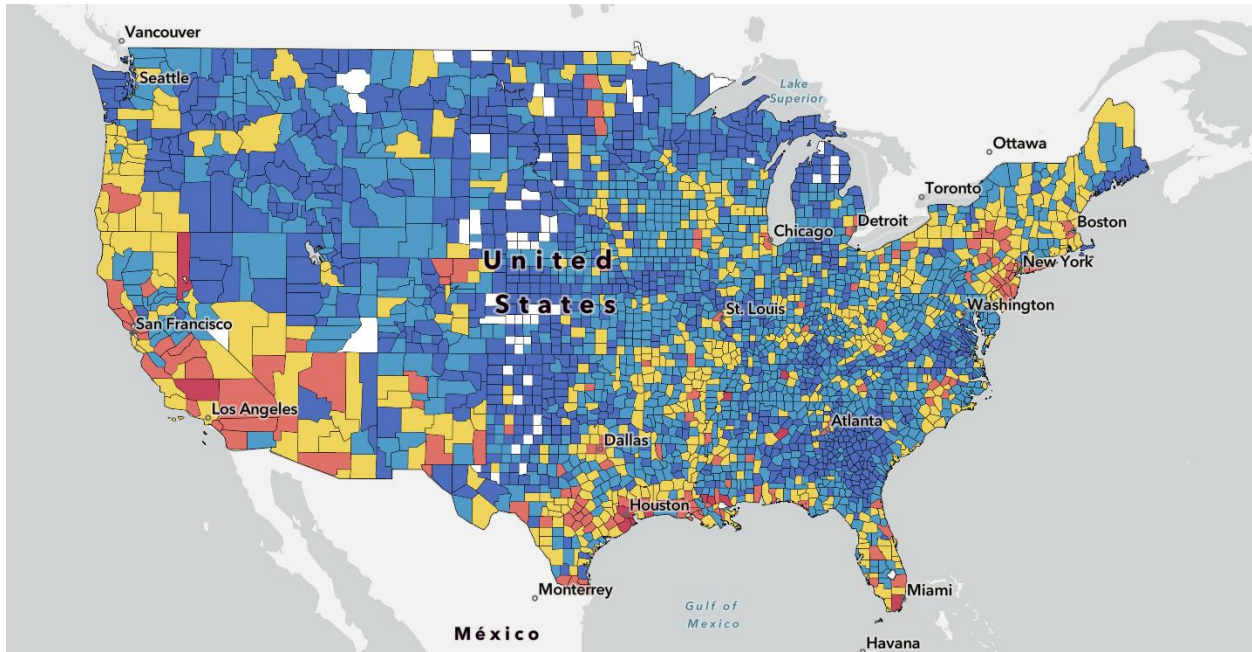 Vancouver
Seattle
Lake
Superior
Ottawa
Toronto
Detroit
Boston
Chicago
New York
United
States
St. Louis
Washington
San Francisco
Los Angeles
Atlanta
Dallas
Houston
Monterrey
Miami
Gulf of
Mexico
México
Havana